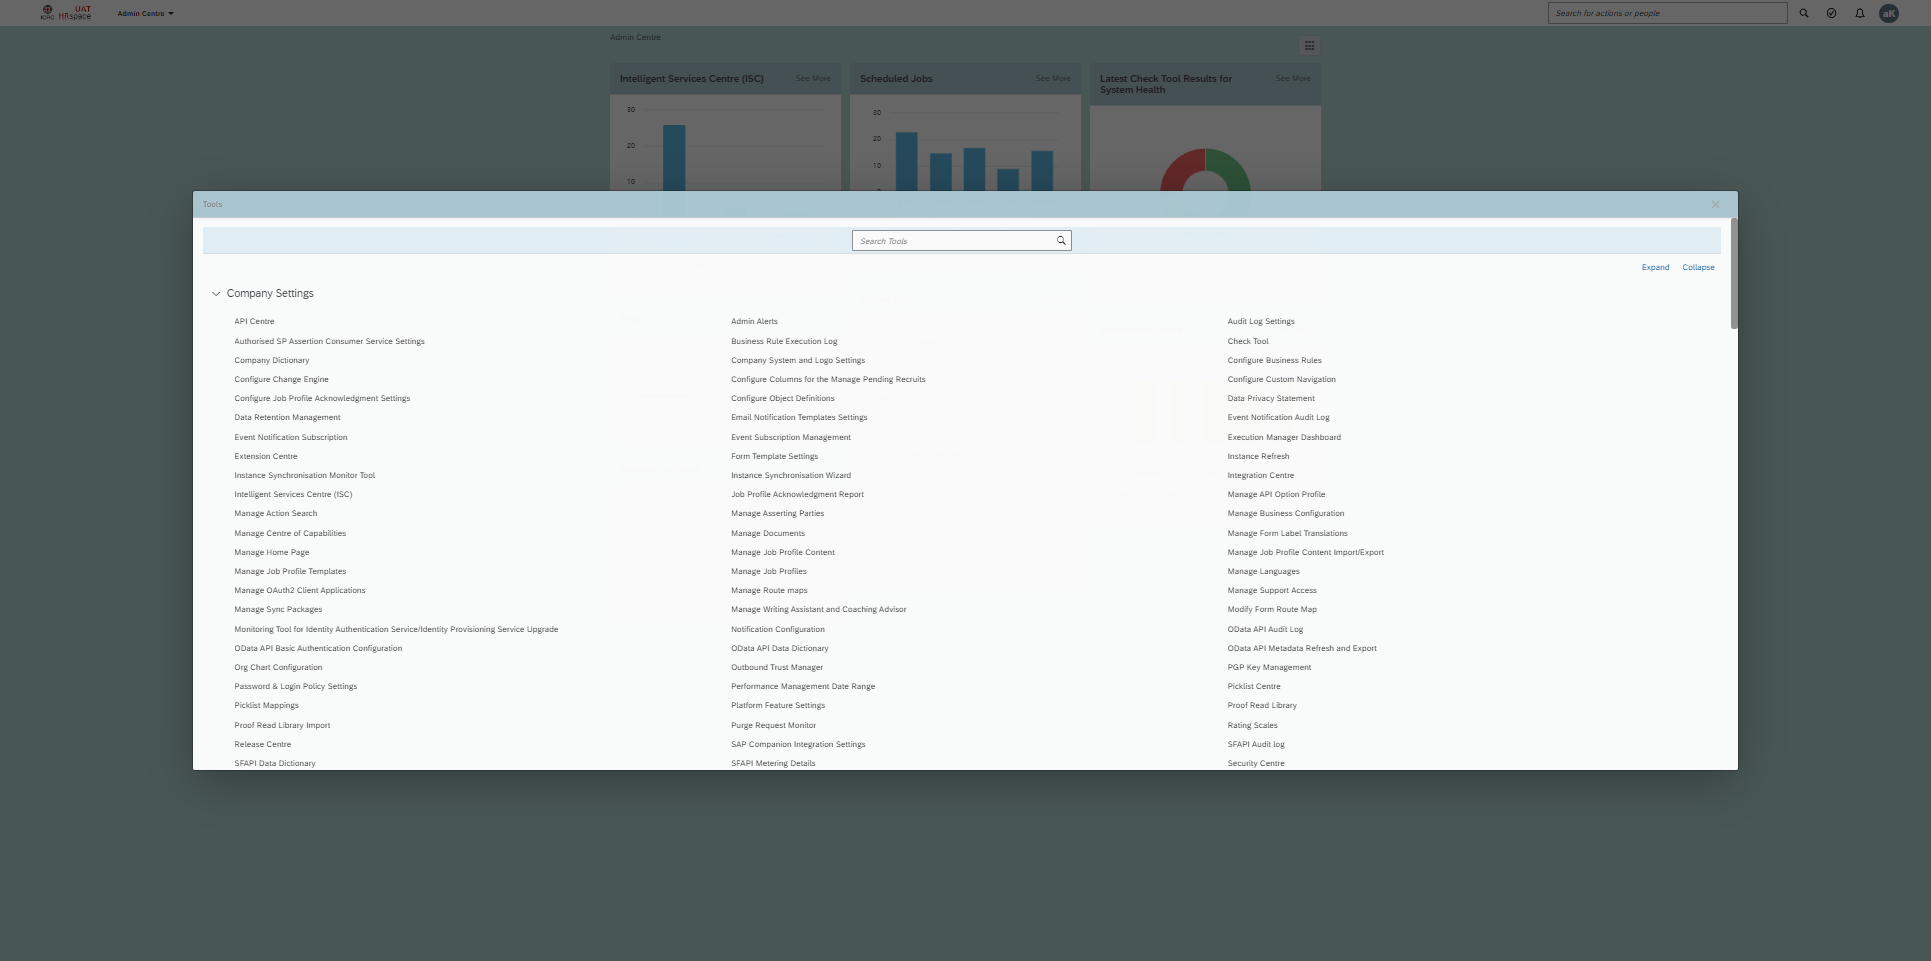 UAT
ICRC HRspace
Admin Centre
Search for actions or people
aK
Admin Centre
Intelligent Services Centre (ISC) See More
Scheduled Jobs See More
Latest Check Tool Results for System Health See More
30
20
10
30
20
10
Tools
Search Tools
Expand Collapse
Company Settings
API Centre Admin Alerts Audit Log Settings
Authorised SP Assertion Consumer Service Settings Business Rule Execution Log Check Tool
Company Dictionary Company System and Logo Settings Configure Business Rules
Configure Change Engine Configure Columns for the Manage Pending Recruits Configure Custom Navigation
Configure Job Profile Acknowledgment Settings Configure Object Definitions Data Privacy Statement
Data Retention Management Email Notification Templates Settings Event Notification Audit Log
Event Notification Subscription Event Subscription Management Execution Manager Dashboard
Extension Centre Form Template Settings Instance Refresh
Instance Synchronisation Monitor Tool Instance Synchronisation Wizard Integration Centre
Intelligent Services Centre (ISC) Job Profile Acknowledgment Report Manage API Option Profile
Manage Action Search Manage Asserting Parties Manage Business Configuration
Manage Centre of Capabilities Manage Documents Manage Form Label Translations
Manage Home Page Manage Job Profile Content Manage Job Profile Content Import/Export
Manage Job Profile Templates Manage Job Profiles Manage Languages
Manage OAuth2 Client Applications Manage Route maps Manage Support Access
Manage Sync Packages Manage Writing Assistant and Coaching Advisor Modify Form Route Map
Monitoring Tool for Identity Authentication Service/Identity Provisioning Service Upgrade Notification Configuration OData API Audit Log
OData API Basic Authentication Configuration OData API Data Dictionary OData API Metadata Refresh and Export
Org Chart Configuration Outbound Trust Manager PGP Key Management
Password & Login Policy Settings Performance Management Date Range Picklist Centre
Picklist Mappings Platform Feature Settings Proof Read Library
Proof Read Library Import Purge Request Monitor Rating Scales
Release Centre SAP Companion Integration Settings SFAPI Audit log
SFAPI Data Dictionary SFAPI Metering Details Security Centre